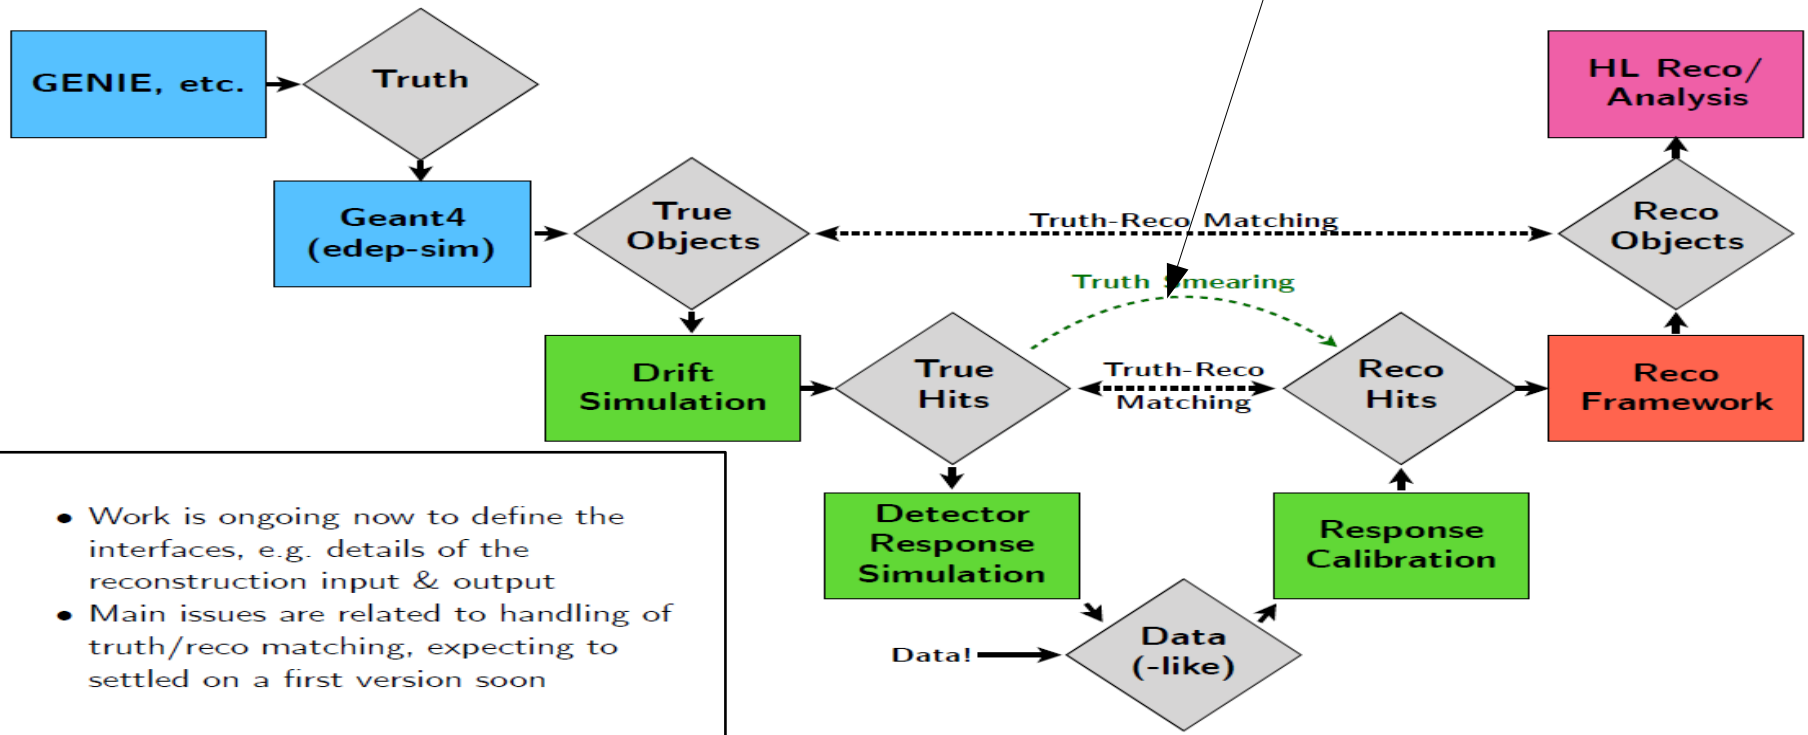 GENIE, etc.
Truth
HL Reco/
Analysis
Geant4
(edep-sim)
True
Objects
Truth-Reco Matching
Reco
Objects
Truth Smearing
Drift
Simulation
True
Hits
Truth-Reco
Matching
Reco
Hits
Reco
Framework
Detector
Response
Simulation
Response
Calibration
Data!
Data
(-like)
• Work is ongoing now to define the
interfaces, e.g. details of the
reconstruction input & output
• Main issues are related to handling of
truth/reco matching, expecting to
settled on a first version soon